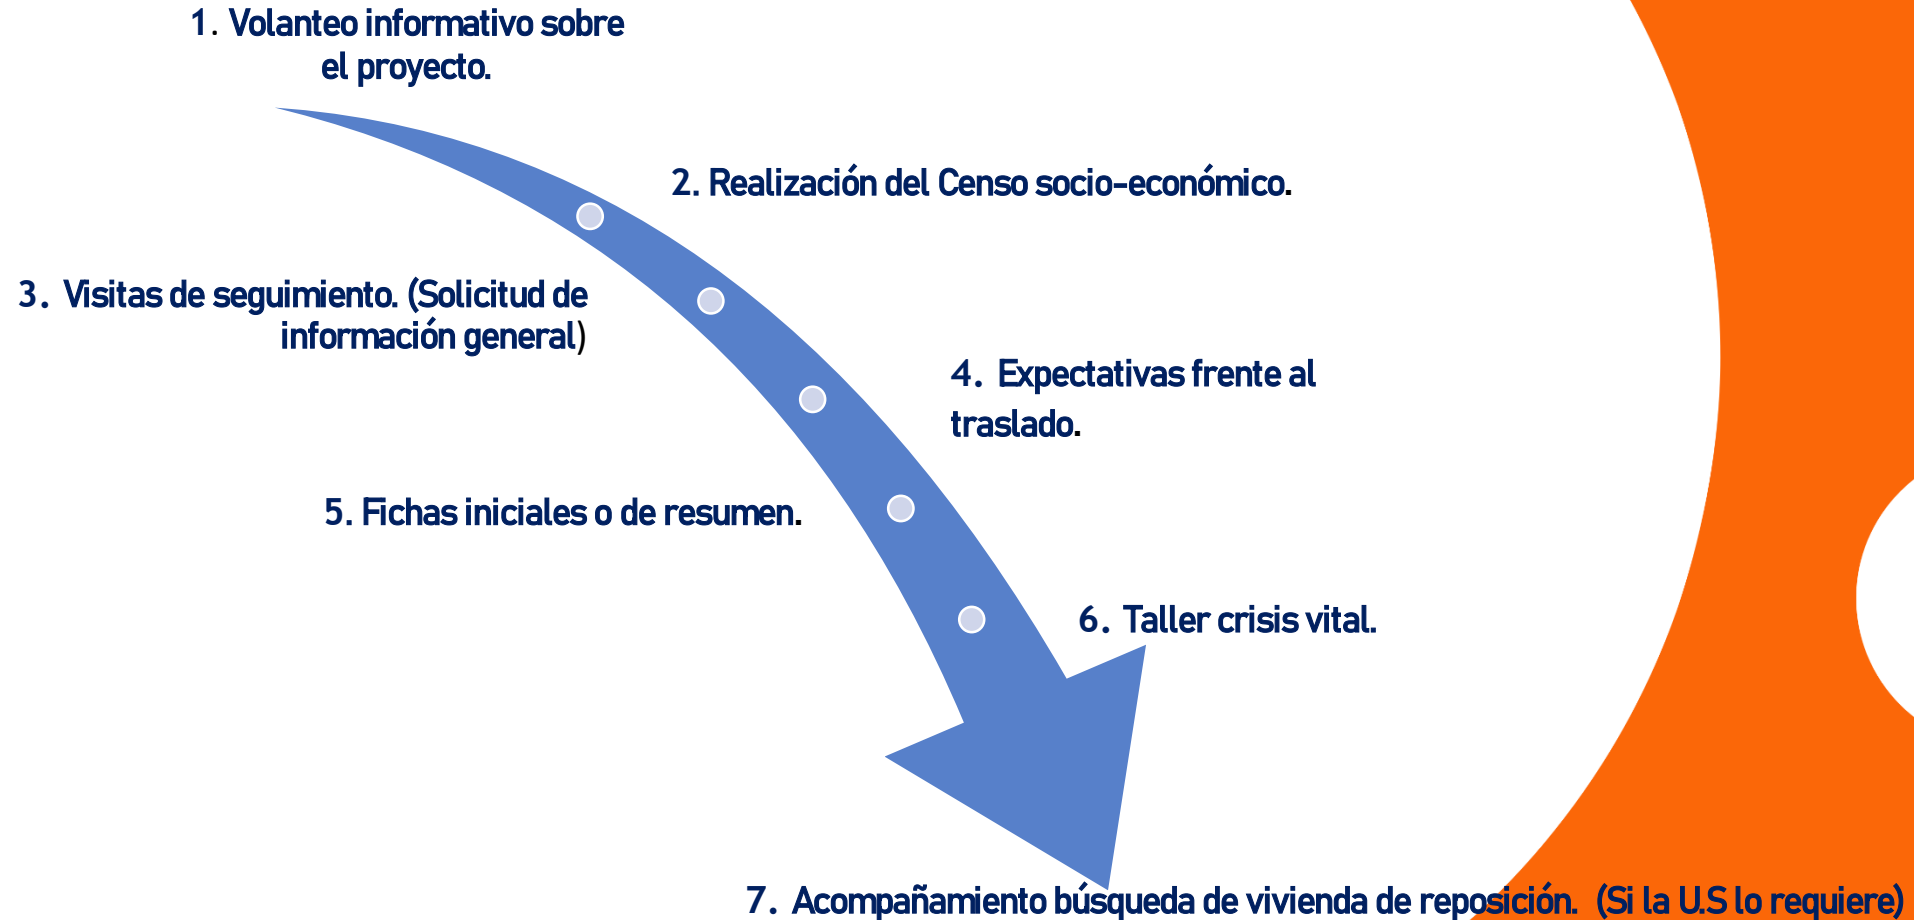 1. Volanteo informativo sobre
el proyecto.
2. Realización del Censo socio-económico.
3. Visitas de seguimiento. (Solicitud de
información general)
4. Expectativas frente al
traslado.
5. Fichas iniciales o de resumen.
6. Taller crisis vital.
7. Acompañamiento búsqueda de vivienda de reposición. (Si la U.S lo requiere)